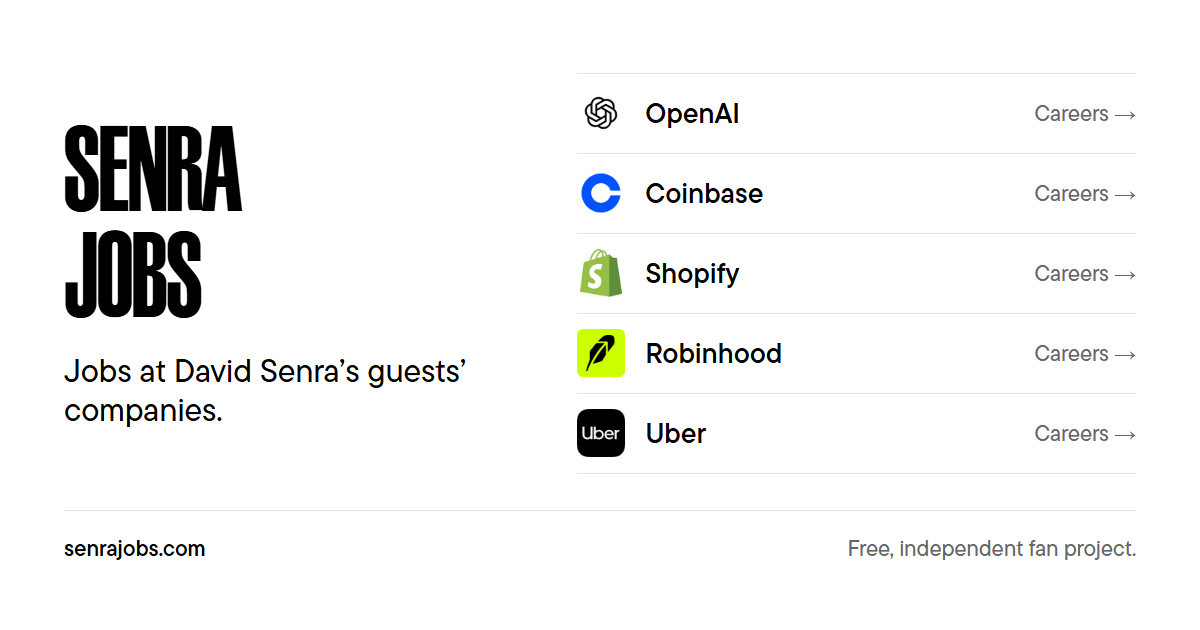 SENRA
JOBS
Jobs at David Senra’s guests’
companies.
OpenAI
Careers →
Coinbase
Careers →
S
Shopify
Careers →
Robinhood
Careers →
Uber
Uber
Careers →
senrajobs.com
Free, independent fan project.